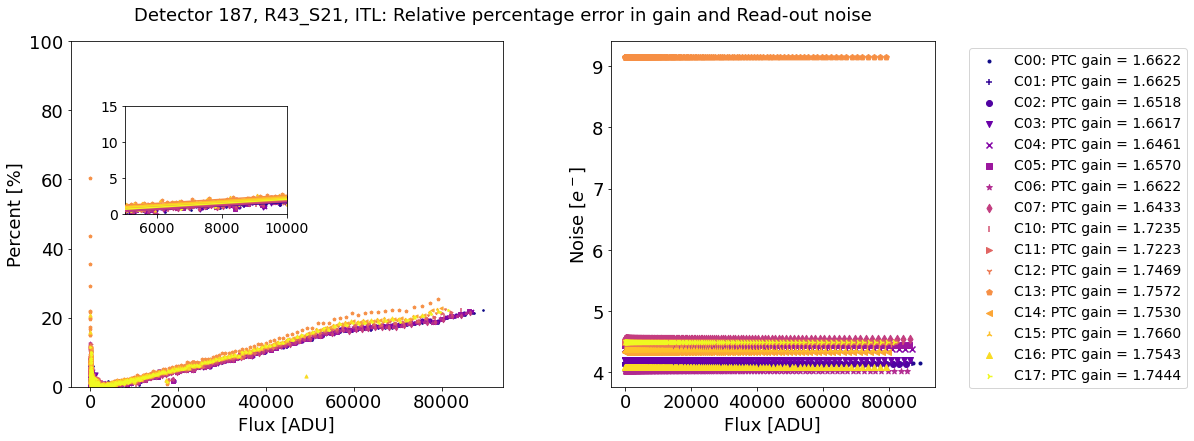 Detector 187, R43_S21, ITL: Relative percentage error in gain and Read-out noise
Percent [%]
100
80
60
40
20
0
15
10
5
0
6000 8000 10000
0 20000 40000 60000 80000
Flux [ADU]
Noise [e⁻]
9
8
7
6
5
4
0 20000 40000 60000 80000
Flux [ADU]
C00: PTC gain = 1.6622
C01: PTC gain = 1.6625
C02: PTC gain = 1.6518
C03: PTC gain = 1.6617
C04: PTC gain = 1.6461
C05: PTC gain = 1.6570
C06: PTC gain = 1.6622
C07: PTC gain = 1.6433
C10: PTC gain = 1.7235
C11: PTC gain = 1.7223
C12: PTC gain = 1.7469
C13: PTC gain = 1.7572
C14: PTC gain = 1.7530
C15: PTC gain = 1.7660
C16: PTC gain = 1.7543
C17: PTC gain = 1.7444